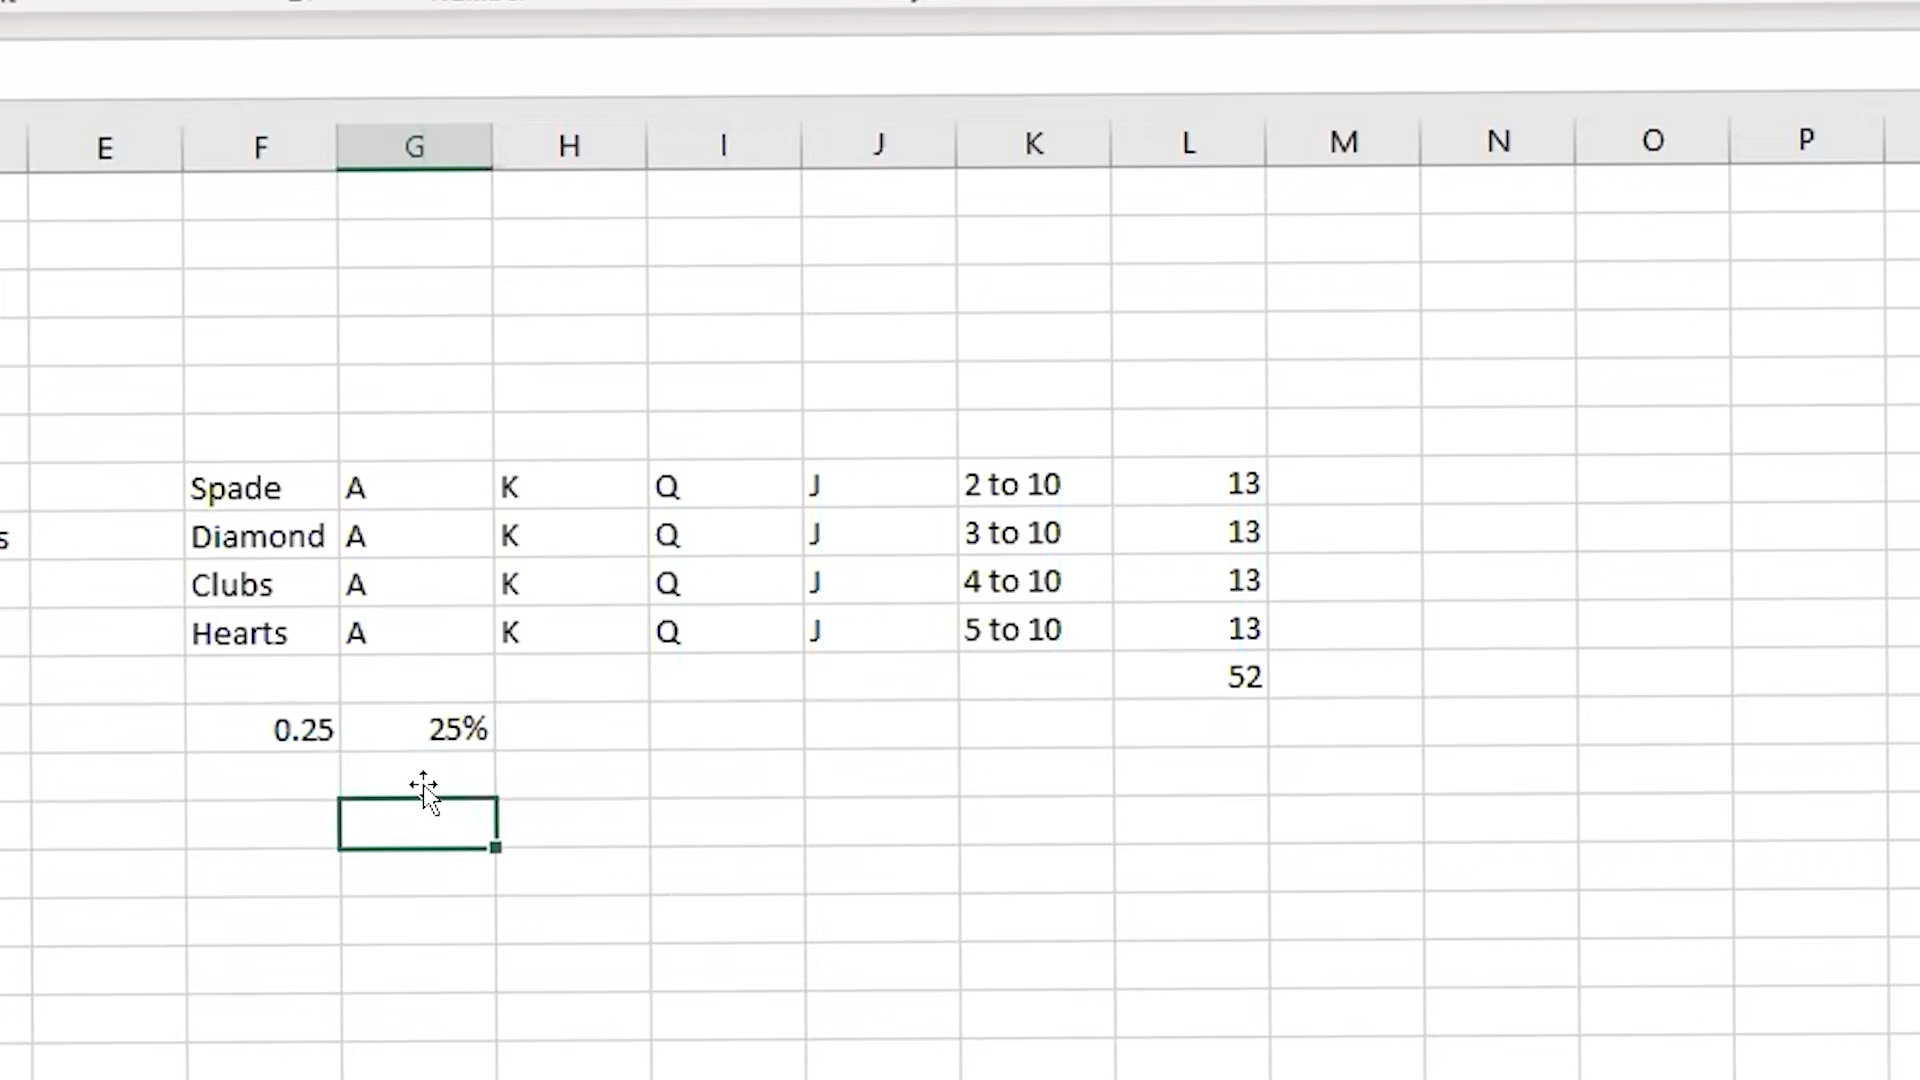 E F G H I J K L M N O P
Spade A K Q J 2 to 10 13
s Diamond A K Q J 3 to 10 13
Clubs A K Q J 4 to 10 13
Hearts A K Q J 5 to 10 13
52
0.25 25%